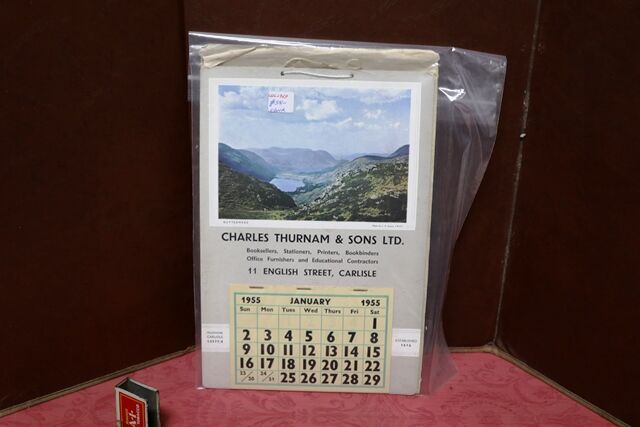 BUTTERMERE
CHARLES THURNAM & SONS LTD.
Booksellers, Stationers, Printers, Bookbinders
Office Furnishers and Educational Contractors
11 ENGLISH STREET, CARLISLE
1955 JANUARY 1955
Sun Mon Tues Wed Thurs Fri Sat
1
2 3 4 5 6 7 8
9 10 11 12 13 14 15
16 17 18 19 20 21 22
23/30 24/31 25 26 27 28 29
TELEPHONE
CARLISLE
ESTABLISHED